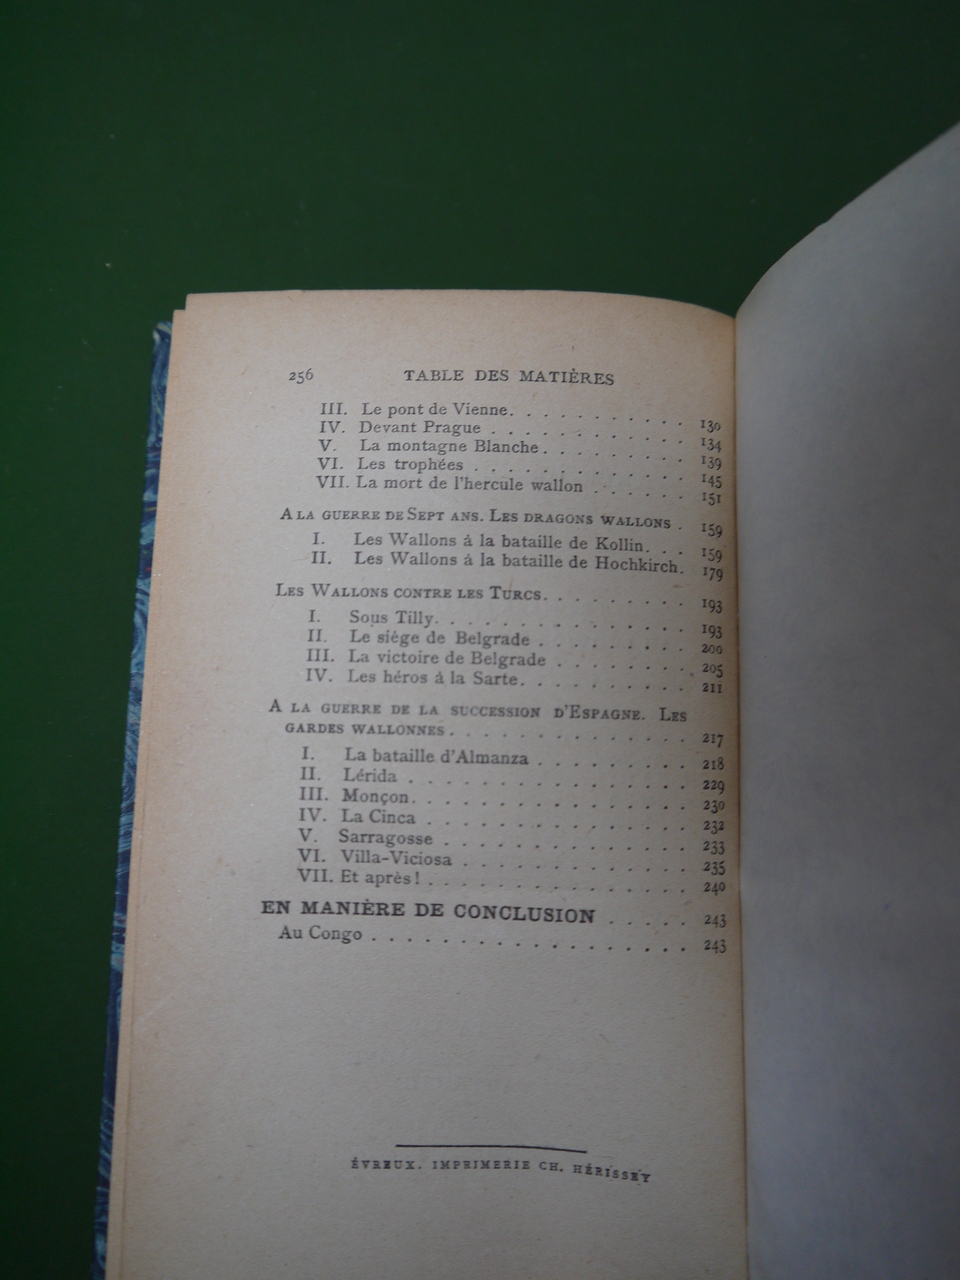 256 TABLE DES MATIÈRES
III. Le pont de Vienne. . . . . . . . . . . 130
IV. Devant Prague . . . . . . . . . . . . 134
V. La montagne Blanche . . . . . . . . . 139
VI. Les trophées . . . . . . . . . . . . . 145
VII. La mort de l'hercule wallon . . . . . . 151
A LA GUERRE DE SEPT ANS. LES DRAGONS WALLONS . 159
I. Les Wallons á la bataille de Kollin. . . 159
II. Les Wallons á la bataille de Hochkirch. 179
LES WALLONS CONTRE LES TURCS. . . . . . . . . 193
I. Sous Tilly. . . . . . . . . . . . . . . 193
II. Le siége de Belgrade . . . . . . . . . 200
III. La victoire de Belgrade . . . . . . . . 205
IV. Les héros á la Sarte. . . . . . . . . . 211
A LA GUERRE DE LA SUCCESSION D'ESPAGNE. LES
GARDES WALLONNES . . . . . . . . . . . . . . 217
I. La bataille d'Almanza . . . . . . . . . 218
II. Lérida . . . . . . . . . . . . . . . . 229
III. Monçon. . . . . . . . . . . . . . . . 230
IV. La Cinca . . . . . . . . . . . . . . . 232
V. Sarragosse . . . . . . . . . . . . . . 233
VI. Villa-Viciosa . . . . . . . . . . . . . 235
VII. Et après ! . . . . . . . . . . . . . . 240
EN MANIÈRE DE CONCLUSION . . . . . 243
Au Congo . . . . . . . . . . . . . . . . . . 243
ÉVREUX. IMPRIMERIE CH. HÉRISSEY